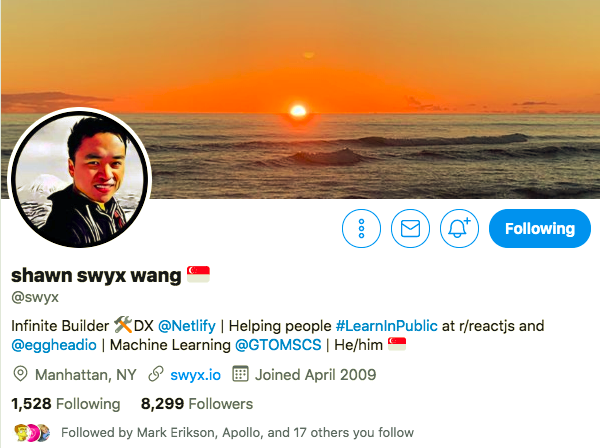 Following
shawn swyx wang 🇸🇬
@swyx
Infinite Builder 🛠DX @Netlify | Helping people #LearnInPublic at r/reactjs and
@eggheadio | Machine Learning @GTOMSCS | He/him 🇸🇬
Manhattan, NY swyx.io Joined April 2009
1,528 Following 8,299 Followers
Followed by Mark Erikson, Apollo, and 17 others you follow